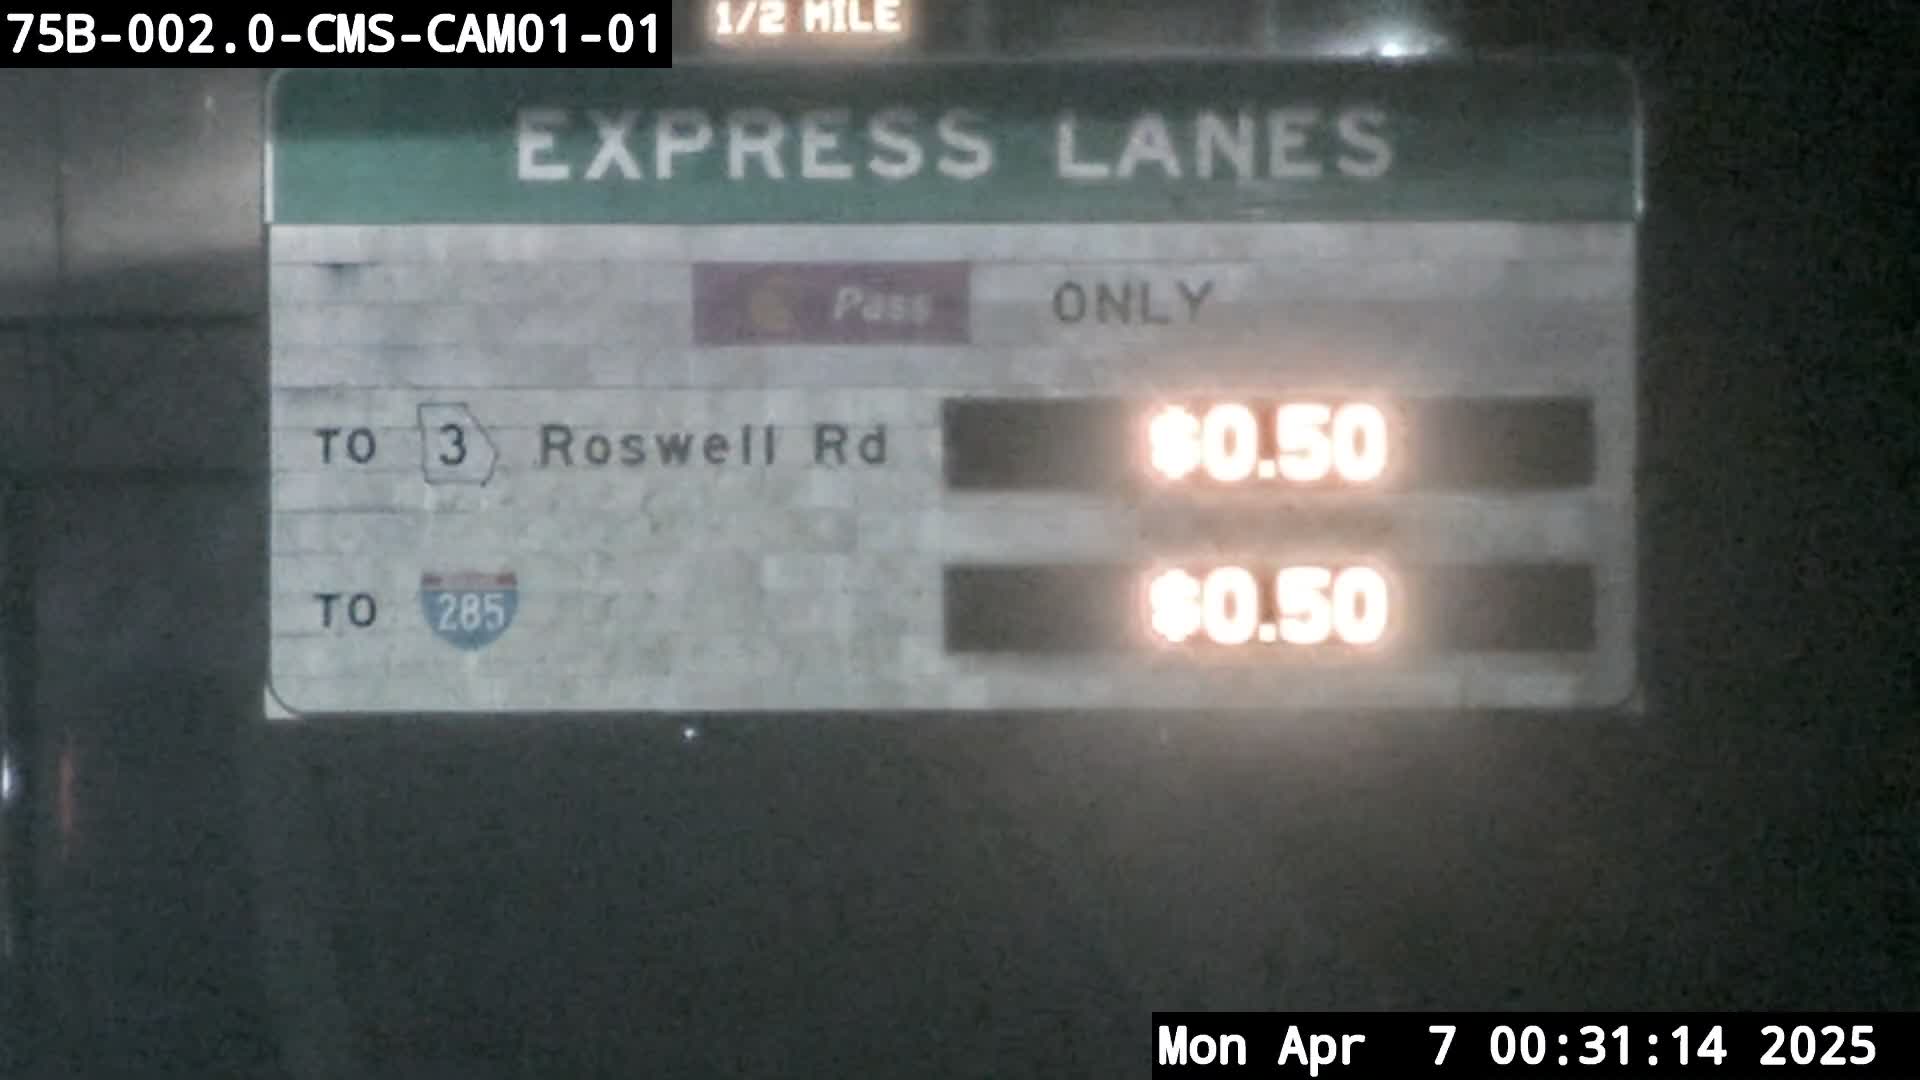 75B-002.0-CMS-CAM01-01
1/2 MILE
EXPRESS LANES
Pass ONLY
TO 3 Roswell Rd $0.50
TO 285 $0.50
Mon Apr 7 00:31:14 2025